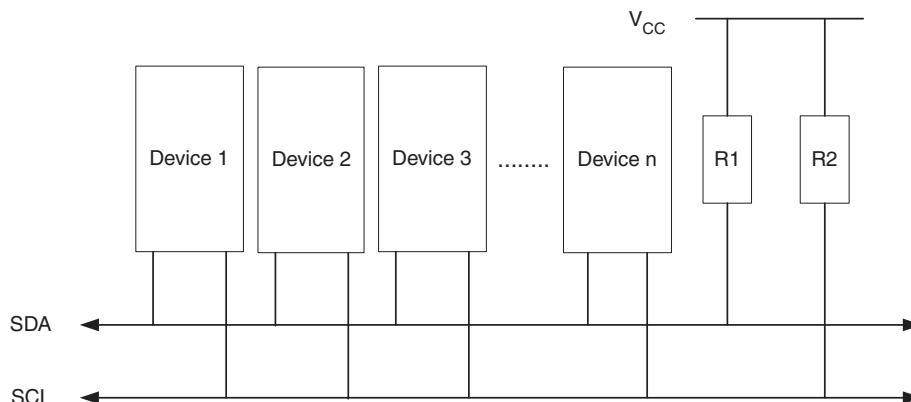 VCC
Device 1
Device 2
Device 3
........
Device n
R1
R2
SDA
SCL